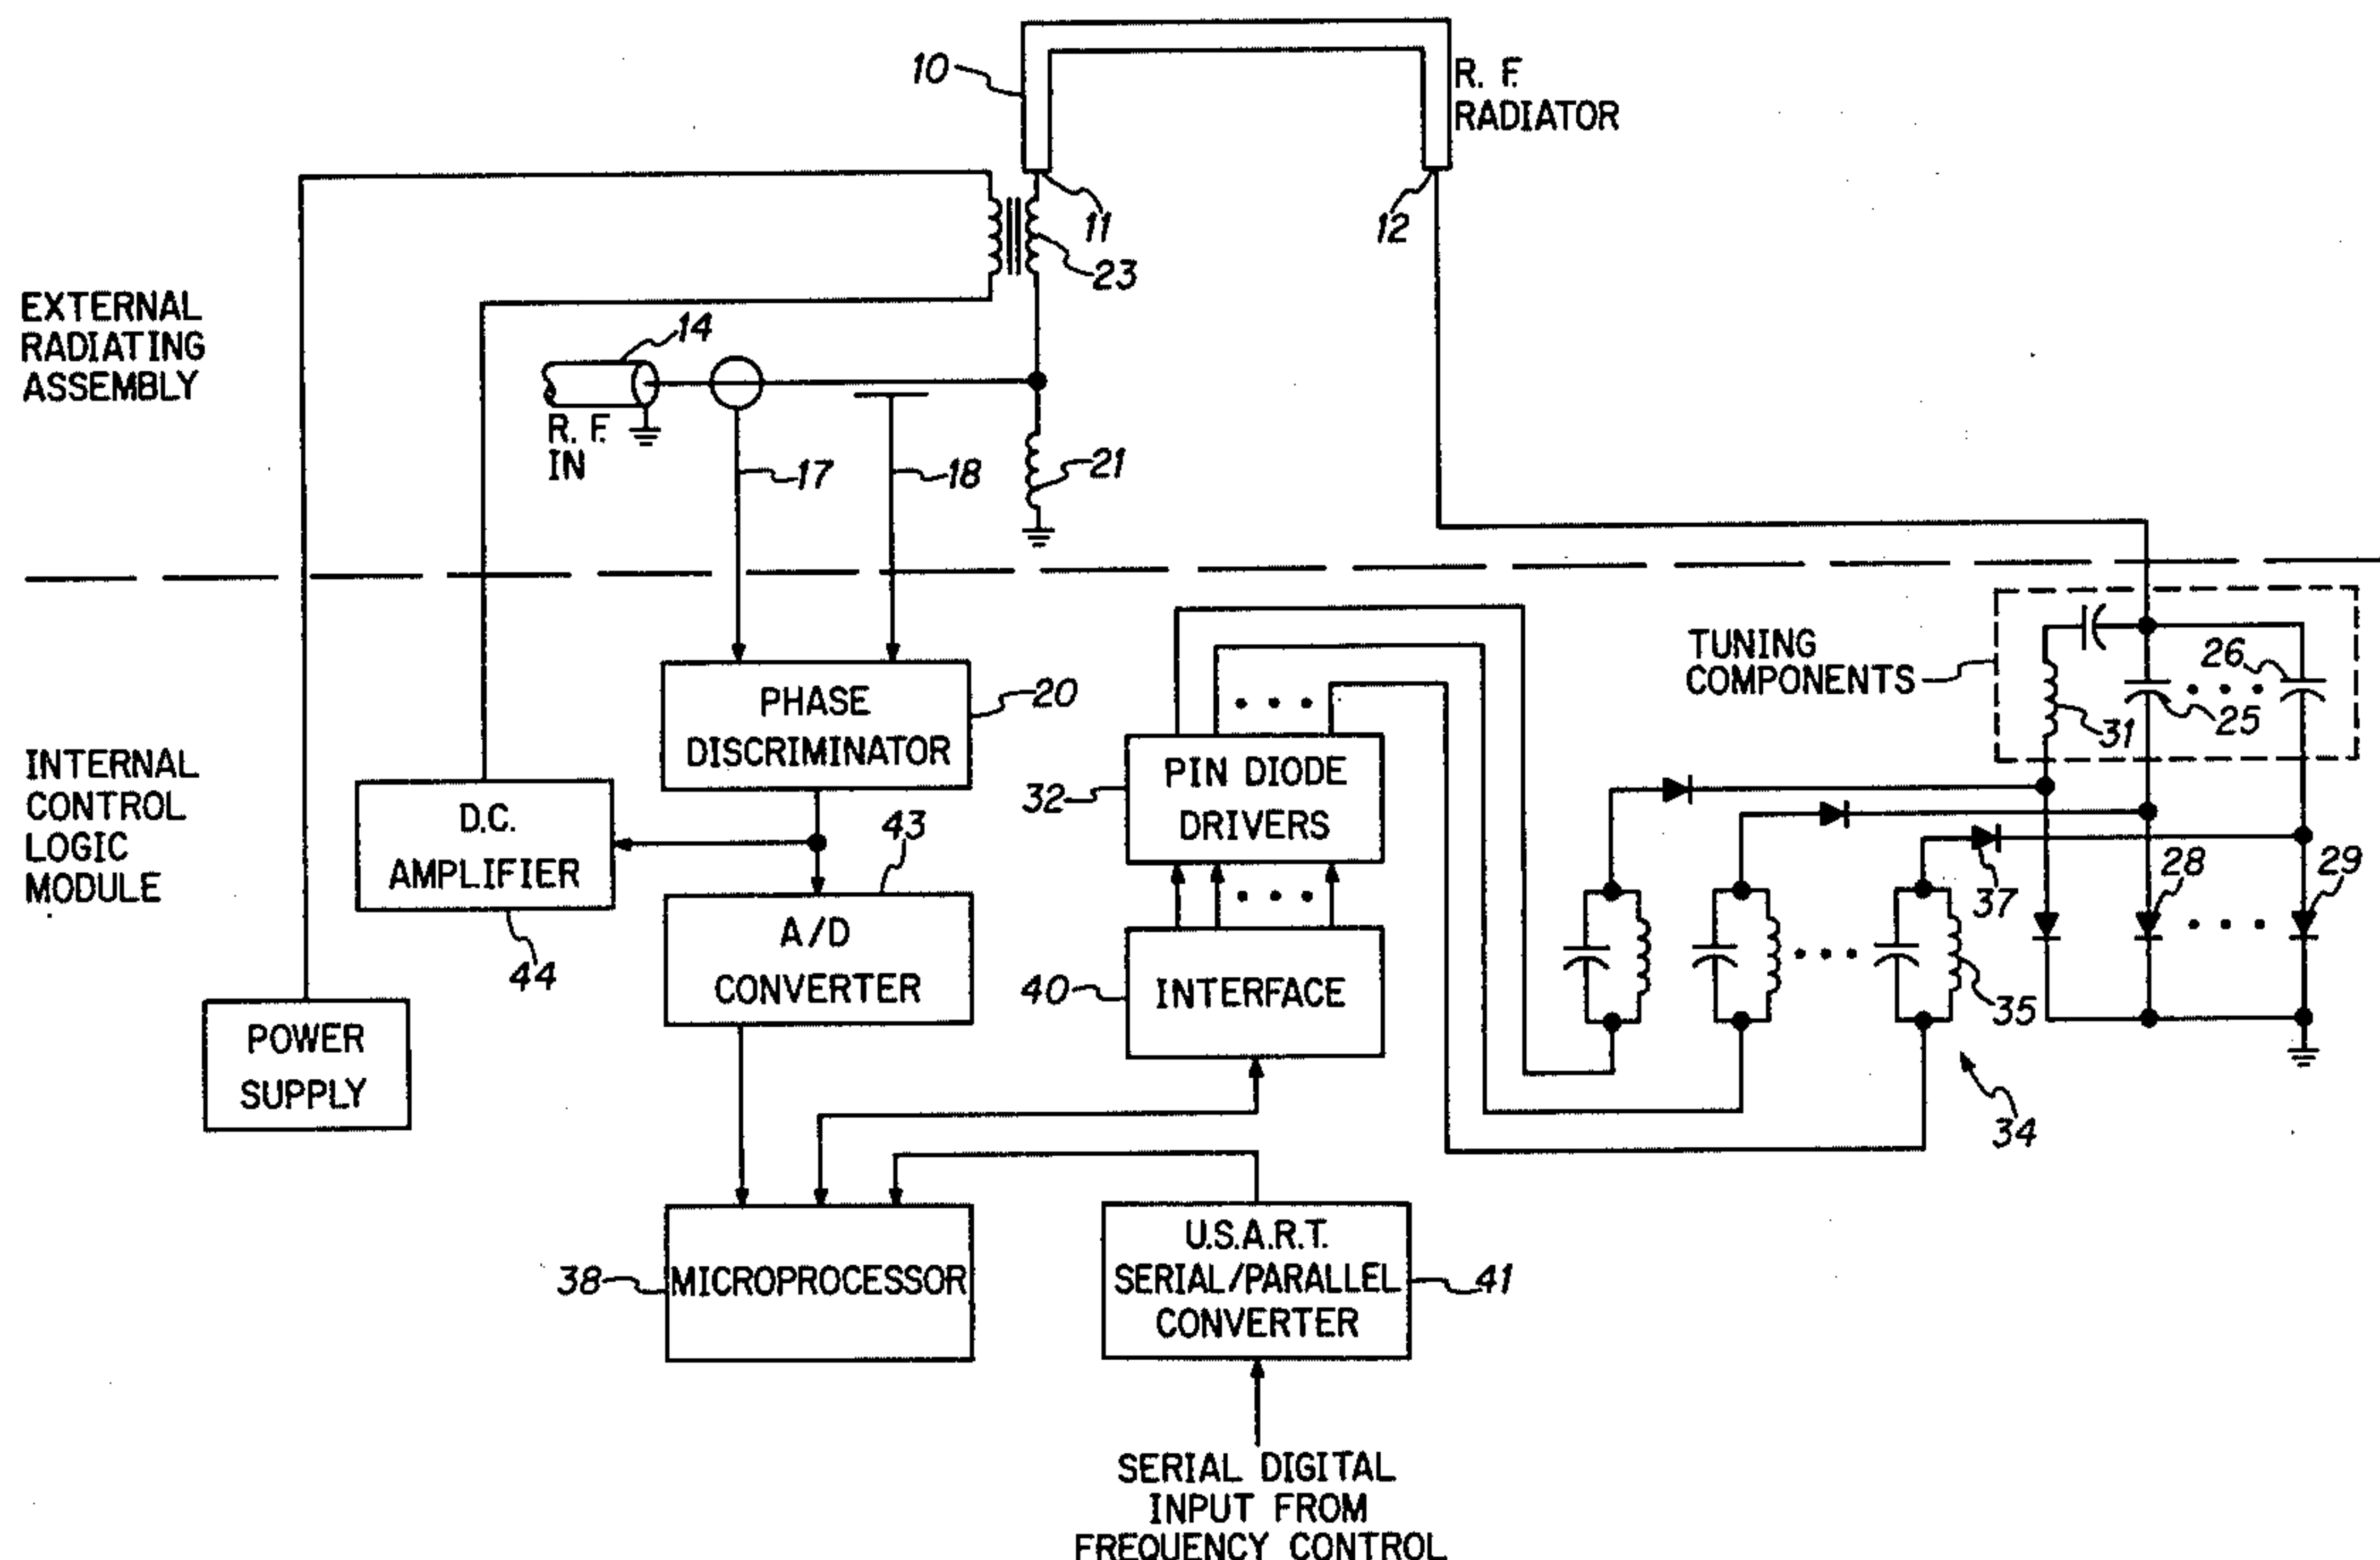 10
R. F.
RADIATOR
11
12
23
EXTERNAL
RADIATING
ASSEMBLY
14
R. F.
IN
17
18
21
TUNING
COMPONENTS
26
25
31
INTERNAL
CONTROL
LOGIC
MODULE
PHASE
DISCRIMINATOR
20
D.C.
AMPLIFIER
44
43
A/D
CONVERTER
32
PIN DIODE
DRIVERS
40
INTERFACE
37
28
29
35
34
POWER
SUPPLY
38
MICROPROCESSOR
U.S.A.R.T.
SERIAL/PARALLEL
CONVERTER
41
SERIAL DIGITAL
INPUT FROM
FREQUENCY CONTROL